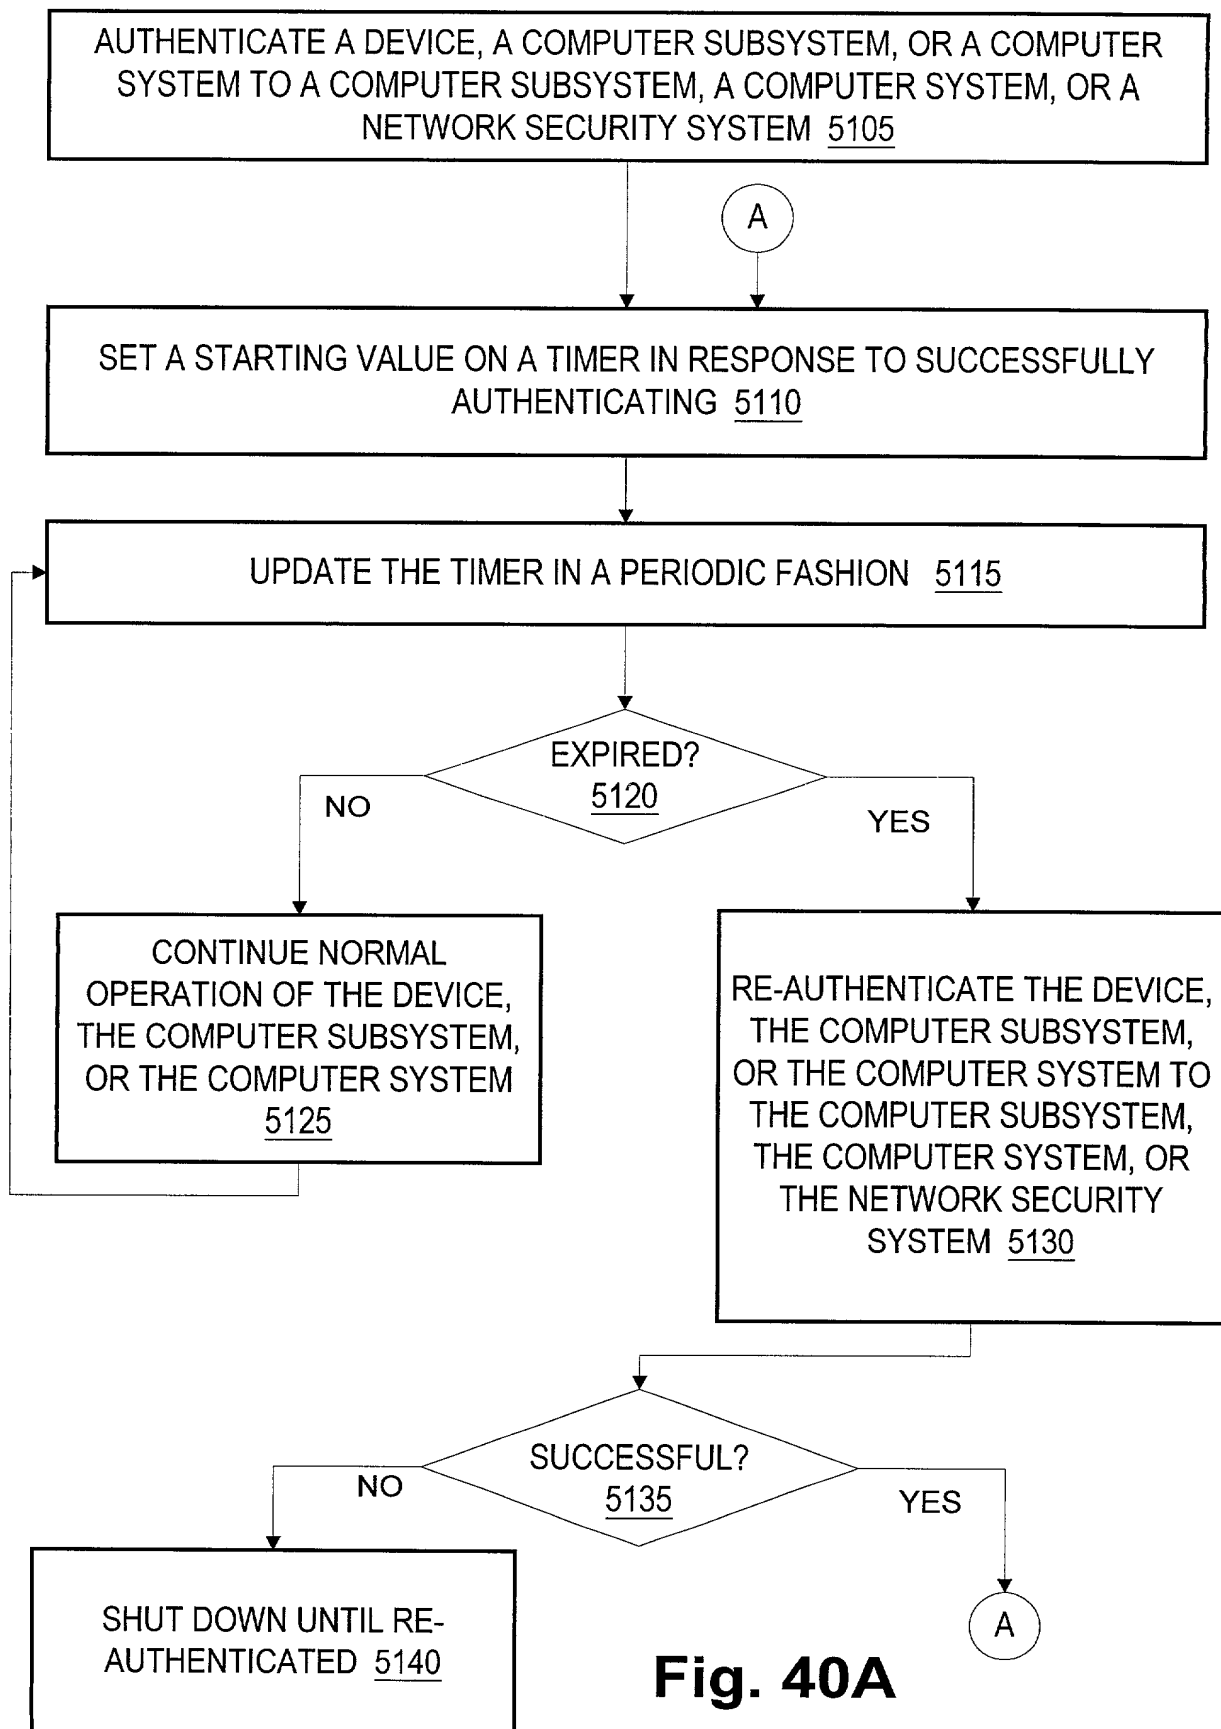 AUTHENTICATE A DEVICE, A COMPUTER SUBSYSTEM, OR A COMPUTER
SYSTEM TO A COMPUTER SUBSYSTEM, A COMPUTER SYSTEM, OR A
NETWORK SECURITY SYSTEM 5105
A
SET A STARTING VALUE ON A TIMER IN RESPONSE TO SUCCESSFULLY
AUTHENTICATING 5110
UPDATE THE TIMER IN A PERIODIC FASHION 5115
EXPIRED?
5120
NO
YES
CONTINUE NORMAL
OPERATION OF THE DEVICE,
THE COMPUTER SUBSYSTEM,
OR THE COMPUTER SYSTEM
5125
RE-AUTHENTICATE THE DEVICE,
THE COMPUTER SUBSYSTEM,
OR THE COMPUTER SYSTEM TO
THE COMPUTER SUBSYSTEM,
THE COMPUTER SYSTEM, OR
THE NETWORK SECURITY
SYSTEM 5130
SUCCESSFUL?
5135
NO
YES
SHUT DOWN UNTIL RE-
AUTHENTICATED 5140
A
Fig. 40A